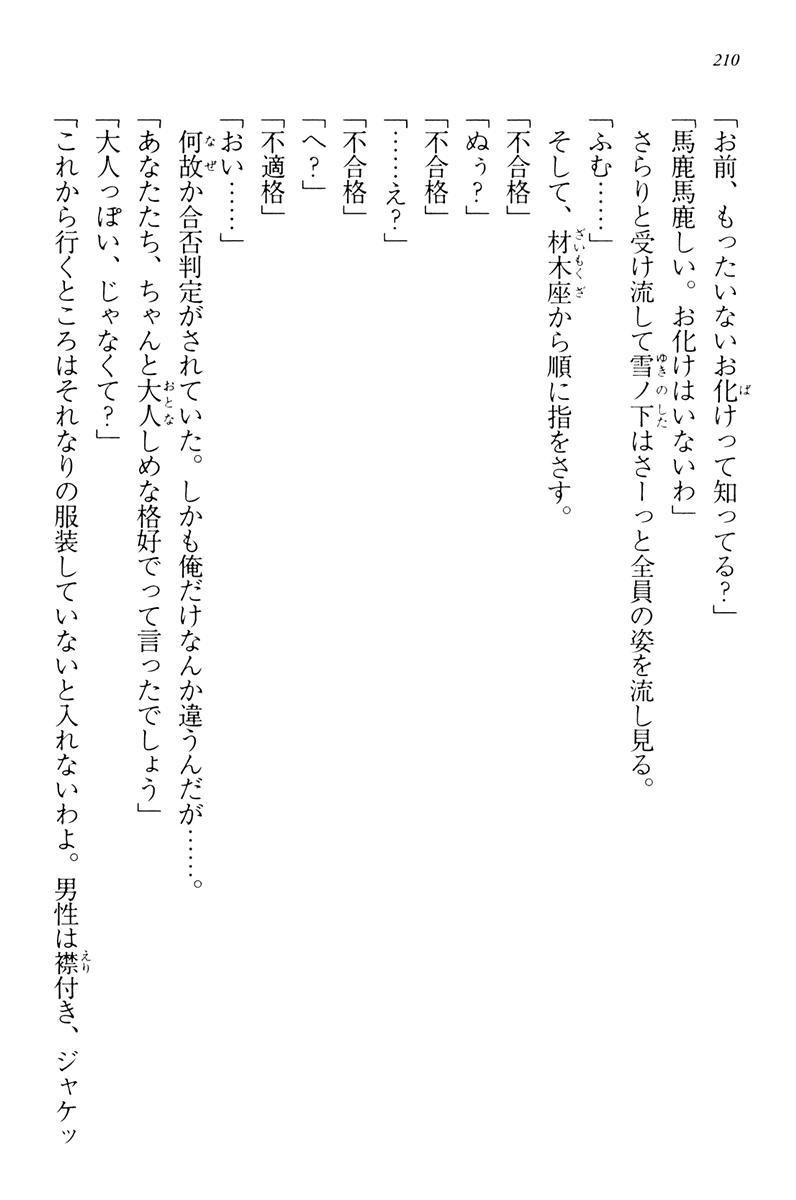 210
「お前、もったいないお化けって知ってる?」
「馬鹿馬鹿しい。お化けはいないわ」
さらりと受け流して雪ノ下はさーっと全員の姿を流し見る。
「ふむ……」
そして、材木座から順に指をさす。
「不合格」
「ぬぅ?」
「不合格」
「……え?」
「不合格」
「へ?」
「不適格」
「おい……」
何故か合否判定がされていた。しかも俺だけなんか違うんだが……。
「あなたたち、ちゃんと大人しめな格好でって言ったでしょう」
「大人っぽい、じゃなくて?」
「これから行くところはそれなりの服装していないと入れないわよ。男性は襟付き、ジャケッ